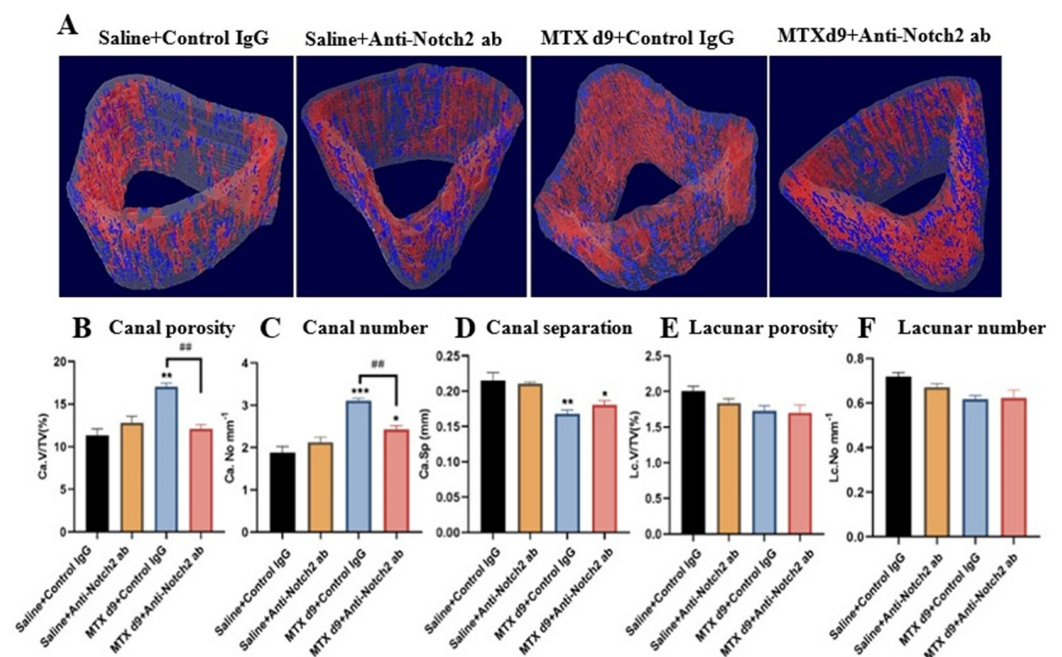 A
Saline+Control IgG
Saline+Anti-Notch2 ab
MTX d9+Control IgG
MTXd9+Anti-Notch2 ab
B Canal porosity
Ca.V/TV(%)
20
15
10
5
0
##
**
Saline+Control IgG
Saline+Anti-Notch2 ab
MTX d9+Control IgG
MTX d9+Anti-Notch2 ab
C Canal number
Ca. No mm-1
4
3
2
1
0
##
***
*
Saline+Control IgG
Saline+Anti-Notch2 ab
MTX d9+Control IgG
MTX d9+Anti-Notch2 ab
D Canal separation
Ca.Sp (mm)
0.25
0.20
0.15
0.10
0.05
0.00
**
*
Saline+Control IgG
Saline+Anti-Notch2 ab
MTX d9+Control IgG
MTX d9+Anti-Notch2 ab
E Lacunar porosity
Lc.V/TV(%)
2.5
2.0
1.5
1.0
0.5
0.0
Saline+Control IgG
Saline+Anti-Notch2 ab
MTX d9+Control IgG
MTX d9+Anti-Notch2 ab
F Lacunar number
Lc.No mm-1
0.8
0.6
0.4
0.2
0.0
Saline+Control IgG
Saline+Anti-Notch2 ab
MTX d9+Control IgG
MTX d9+Anti-Notch2 ab